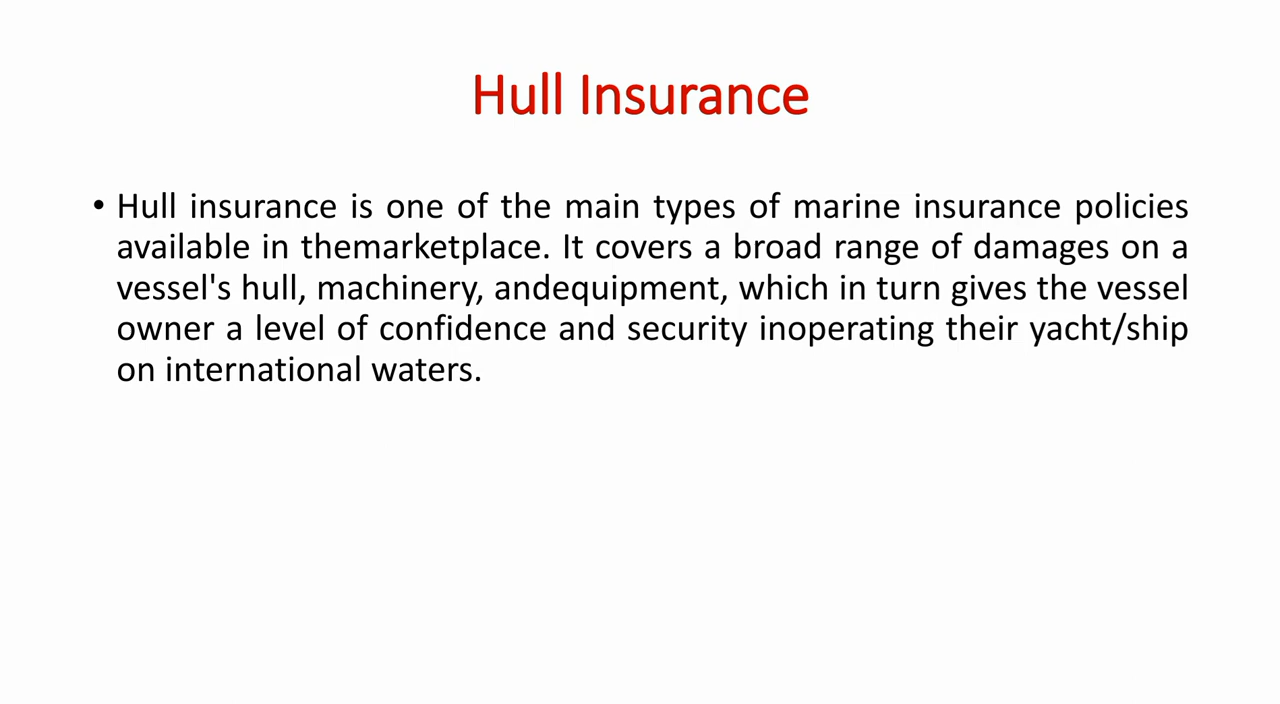 Hull Insurance
• Hull insurance is one of the main types of marine insurance policies
available in themarketplace. It covers a broad range of damages on a
vessel's hull, machinery, andequipment, which in turn gives the vessel
owner a level of confidence and security inoperating their yacht/ship
on international waters.